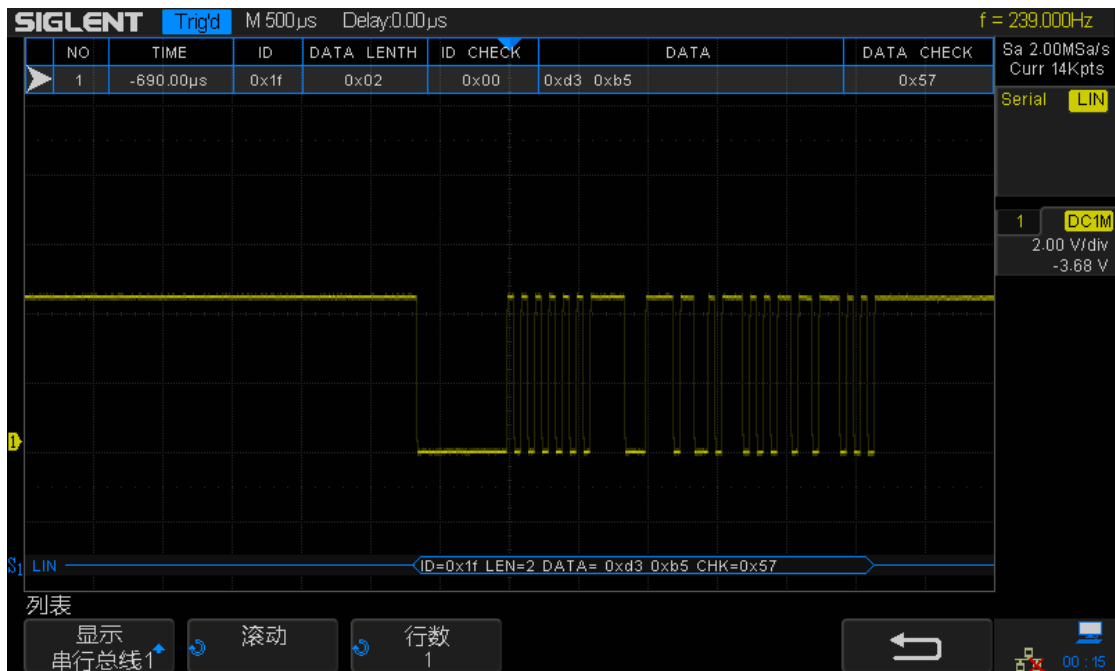 SIGLENT Trig'd M 500μs Delay:0.00μs f = 239.000Hz
NO TIME ID DATA LENTH ID CHECK DATA DATA CHECK
1 -690.00μs 0x1f 0x02 0x00 0xd3 0xb5 0x57
Sa 2.00MSa/s
Curr 14Kpts
Serial LIN
1 DC1M
2.00 V/div
-3.68 V
1
S1 LIN ID=0x1f LEN=2 DATA= 0xd3 0xb5 CHK=0x57
列表
显示
串行总线1
滚动
行数
1
00:15